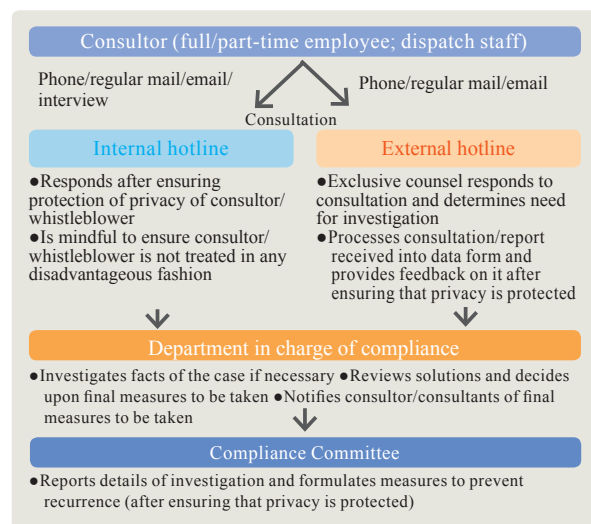 Consultor (full/part-time employee; dispatch staff)
Phone/regular mail/email/
interview
Phone/regular mail/email
Consultation
Internal hotline
●Responds after ensuring
protection of privacy of consultor/
whistleblower
●Is mindful to ensure consultor/
whistleblower is not treated in any
disadvantageous fashion
External hotline
●Exclusive counsel responds to
consultation and determines need
for investigation
●Processes consultation/report
received into data form and
provides feedback on it after
ensuring that privacy is protected
Department in charge of compliance
●Investigates facts of the case if necessary ●Reviews solutions and decides
upon final measures to be taken ●Notifies consultor/consultants of final
measures to be taken
Compliance Committee
●Reports details of investigation and formulates measures to prevent
recurrence (after ensuring that privacy is protected)